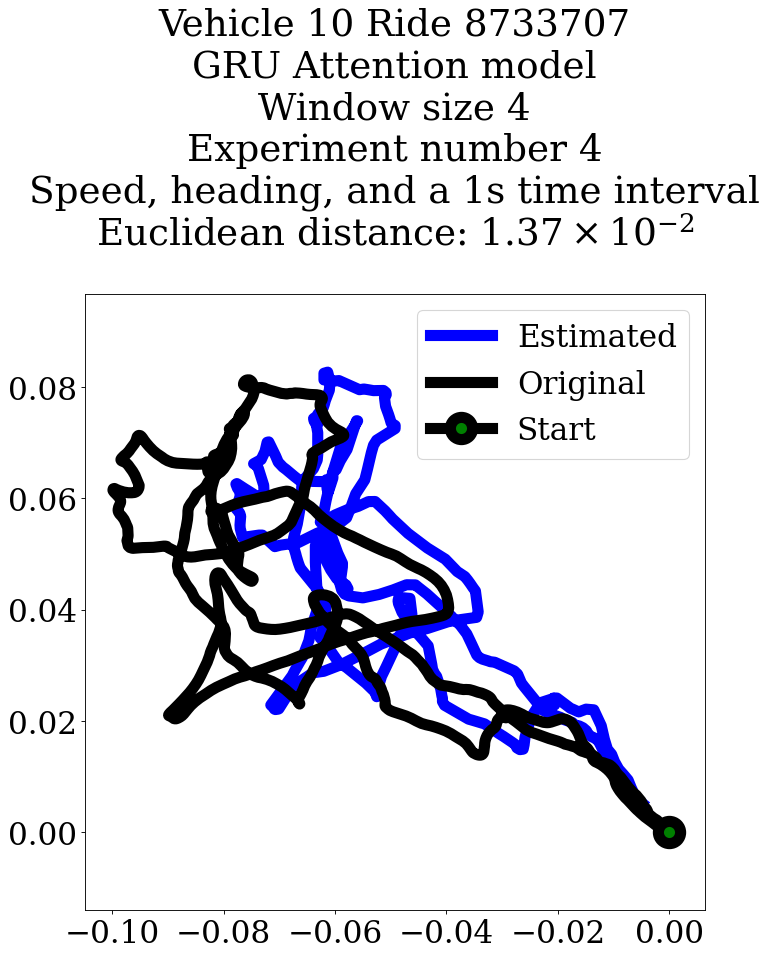 Vehicle 10 Ride 8733707
GRU Attention model
Window size 4
Experiment number 4
Speed, heading, and a 1s time interval
Euclidean distance: 1.37 × 10⁻²
Estimated
Original
Start
0.08
0.06
0.04
0.02
0.00
−0.10 −0.08 −0.06 −0.04 −0.02 0.00